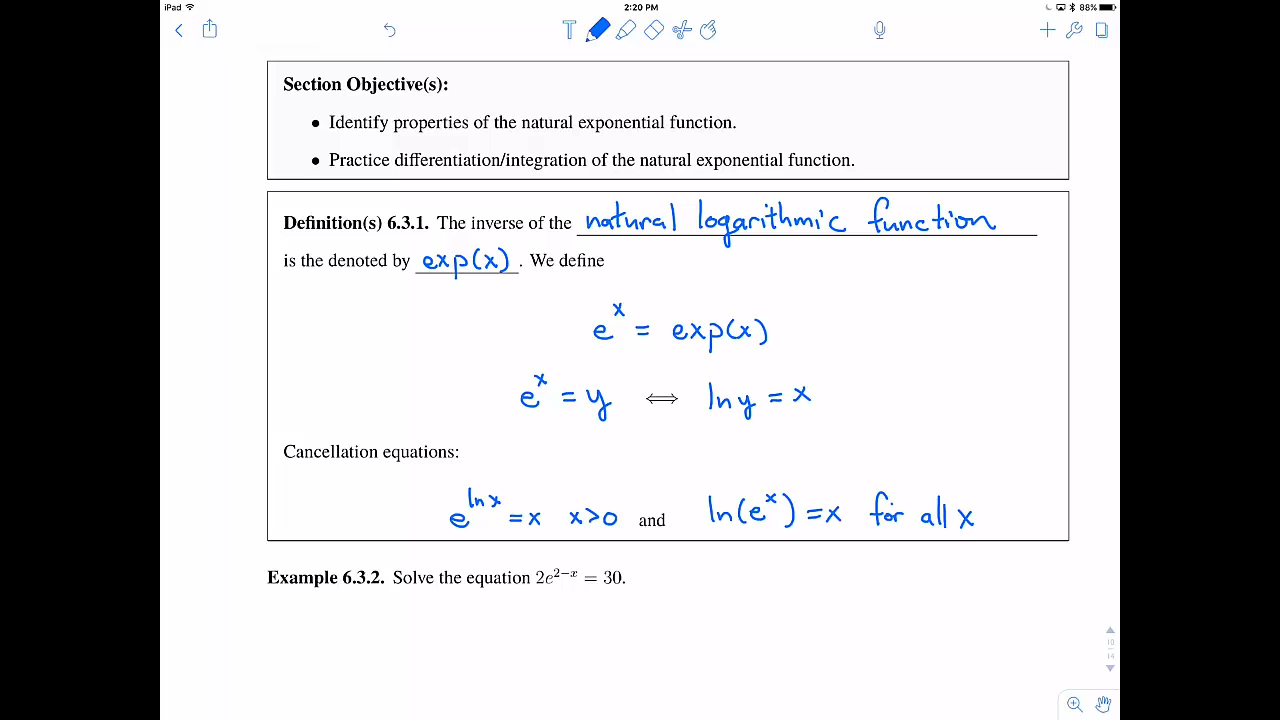 iPad 2:20 PM 88%
Section Objective(s):
• Identify properties of the natural exponential function.
• Practice differentiation/integration of the natural exponential function.
Definition(s) 6.3.1. The inverse of the natural logarithmic function
is the denoted by exp(x). We define
e^x = exp(x)
e^x = y ⟺ ln y = x
Cancellation equations:
e^{ln x} = x x>0 and ln(e^x) = x for all x
Example 6.3.2. Solve the equation 2e^{2−x} = 30.
10
14